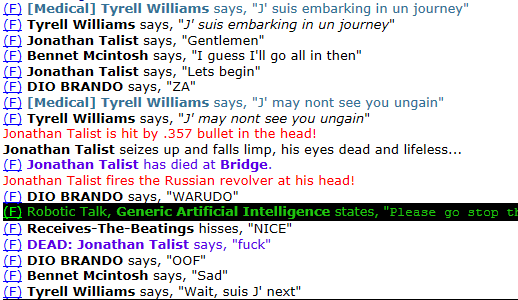 (F) [Medical] Tyrell Williams says, "J' suis embarking in un journey"
(F) Tyrell Williams says, "J' suis embarking in un journey"
(F) Jonathan Talist says, "Gentlemen"
(F) Bennet Mcintosh says, "I guess I'll go all in then"
(F) Jonathan Talist says, "Lets begin"
(F) DIO BRANDO says, "ZA"
(F) [Medical] Tyrell Williams says, "J' may nont see you ungain"
(F) Tyrell Williams says, "J' may nont see you ungain"
Jonathan Talist is hit by .357 bullet in the head!
Jonathan Talist seizes up and falls limp, his eyes dead and lifeless...
(F) Jonathan Talist has died at Bridge.
Jonathan Talist fires the Russian revolver at his head!
(F) DIO BRANDO says, "WARUDO"
(F) Robotic Talk, Generic Artificial Intelligence states, "Please go stop th
(F) Receives-The-Beatings hisses, "NICE"
(F) DEAD: Jonathan Talist says, "fuck"
(F) DIO BRANDO says, "OOF"
(F) Bennet Mcintosh says, "Sad"
(F) Tyrell Williams says, "Wait, suis J' next"